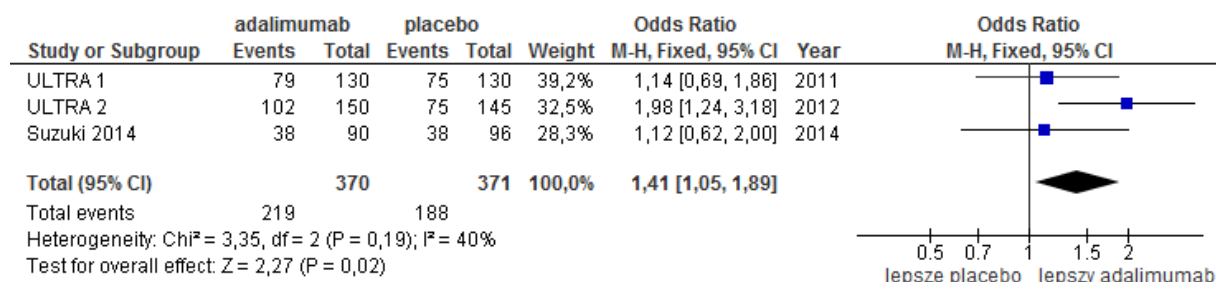 adalimumab placebo Odds Ratio Odds Ratio
Study or Subgroup Events Total Events Total Weight M-H, Fixed, 95% CI Year M-H, Fixed, 95% CI
ULTRA 1 79 130 75 130 39,2% 1,14 [0,69, 1,86] 2011
ULTRA 2 102 150 75 145 32,5% 1,98 [1,24, 3,18] 2012
Suzuki 2014 38 90 38 96 28,3% 1,12 [0,62, 2,00] 2014
Total (95% CI) 370 371 100,0% 1,41 [1,05, 1,89]
Total events 219 188
Heterogeneity: Chi² = 3,35, df = 2 (P = 0,19); I² = 40%
Test for overall effect: Z = 2,27 (P = 0,02)
0.5 0.7 1 1.5 2
lepsze placebo lepszy adalimumab